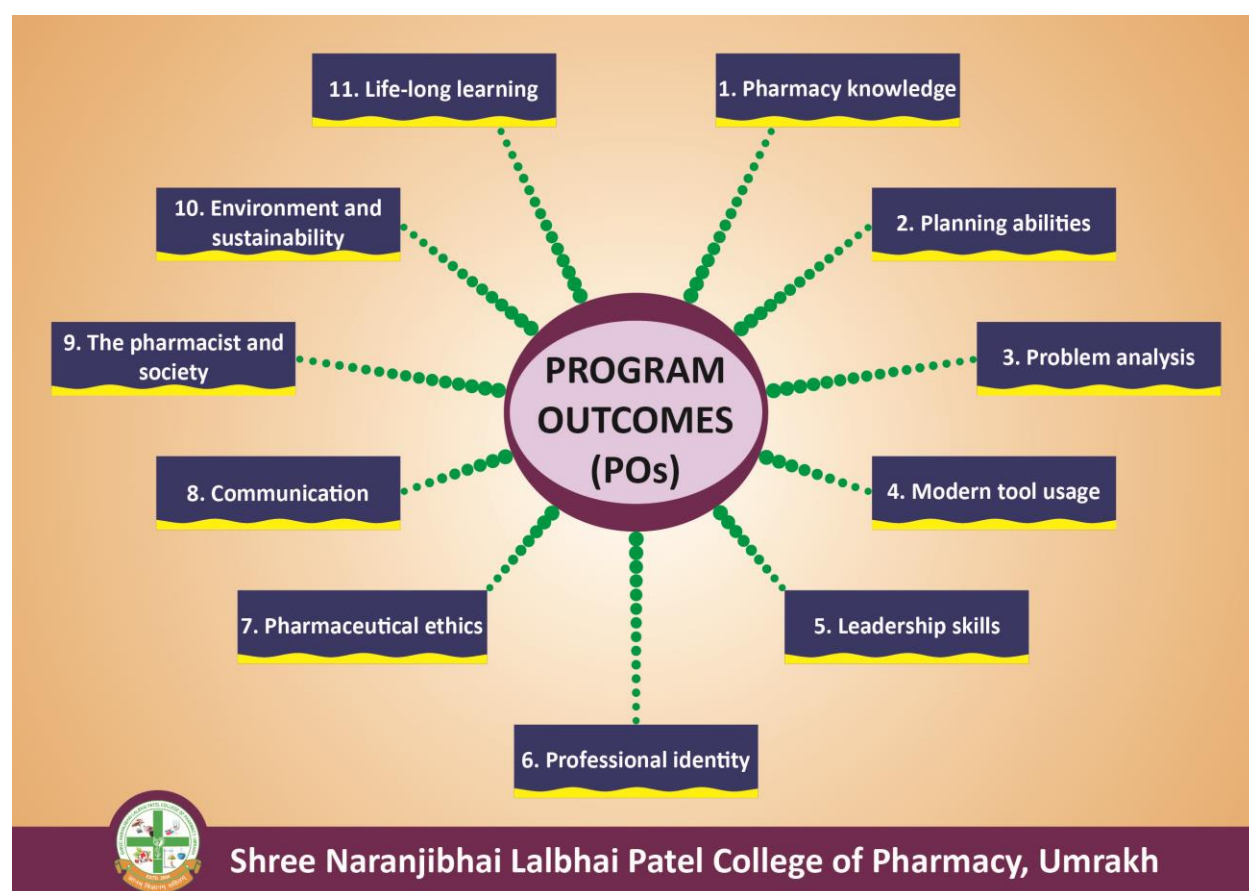 PROGRAM
OUTCOMES
(POs)
1. Pharmacy knowledge
2. Planning abilities
3. Problem analysis
4. Modern tool usage
5. Leadership skills
6. Professional identity
7. Pharmaceutical ethics
8. Communication
9. The pharmacist and
society
10. Environment and
sustainability
11. Life-long learning
Shree Naranjibhai Lalbhai Patel College of Pharmacy, Umrakh